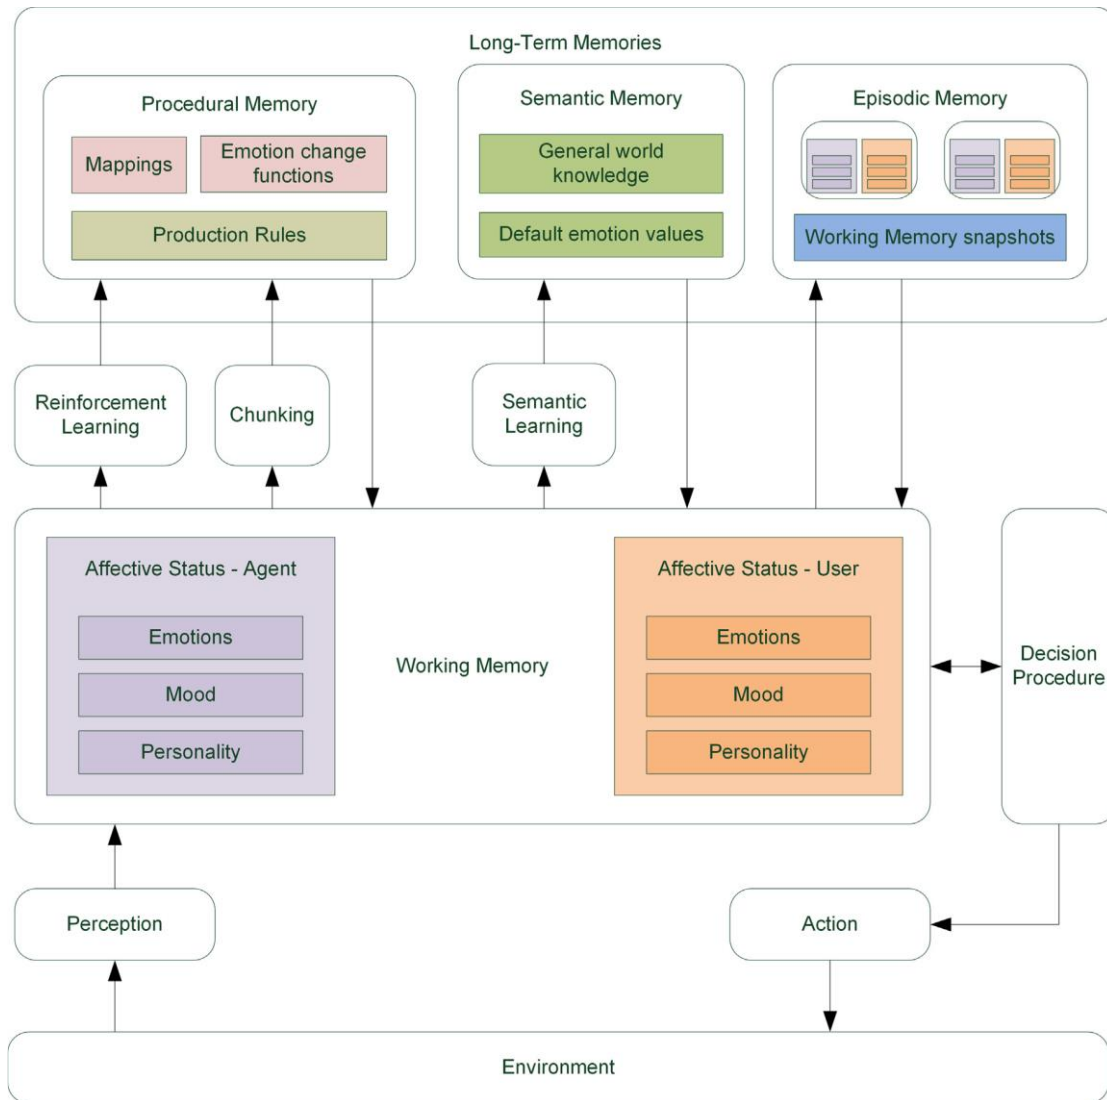 Long-Term Memories
Procedural Memory
Mappings
Emotion change
functions
Production Rules
Semantic Memory
General world
knowledge
Default emotion values
Episodic Memory
Working Memory snapshots
Reinforcement
Learning
Chunking
Semantic
Learning
Affective Status - Agent
Emotions
Mood
Personality
Working Memory
Affective Status - User
Emotions
Mood
Personality
Decision
Procedure
Perception
Action
Environment